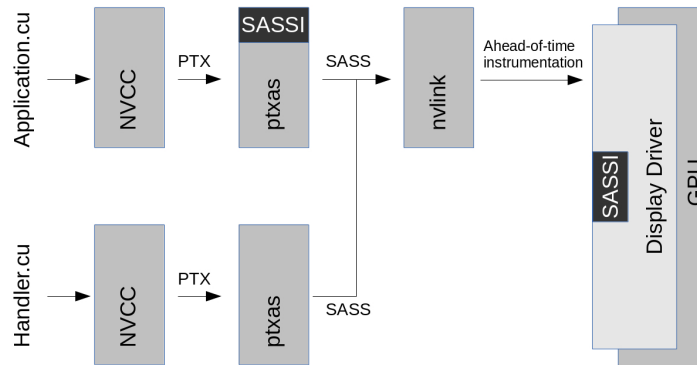 Application.cu
NVCC
PTX
SASSI
ptxas
SASS
nvlink
Ahead-of-time
instrumentation
SASSI
Display Driver
GPU
Handler.cu
NVCC
PTX
ptxas
SASS